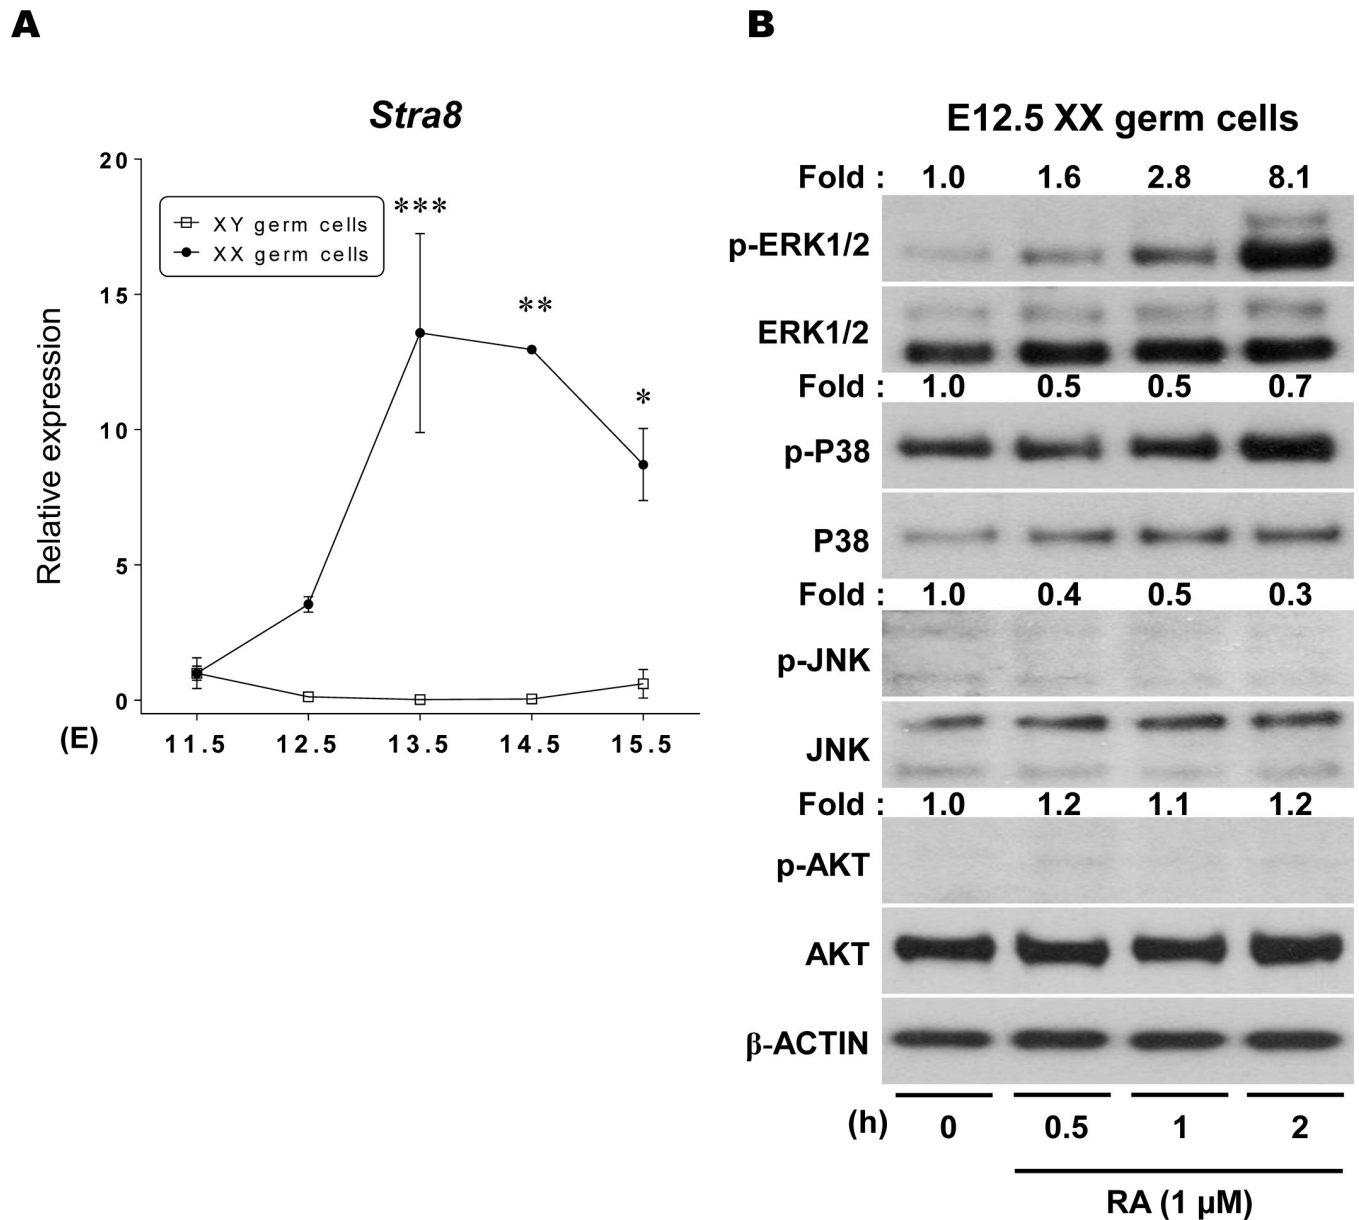 A
B
Stra8
XY germ cells
XX germ cells
***
**
*
20
15
10
5
0
Relative expression
(E)
11.5 12.5 13.5 14.5 15.5
E12.5 XX germ cells
Fold : 1.0 1.6 2.8 8.1
p-ERK1/2
ERK1/2
Fold : 1.0 0.5 0.5 0.7
p-P38
P38
Fold : 1.0 0.4 0.5 0.3
p-JNK
JNK
Fold : 1.0 1.2 1.1 1.2
p-AKT
AKT
β-ACTIN
(h) 0 0.5 1 2
RA (1 µM)